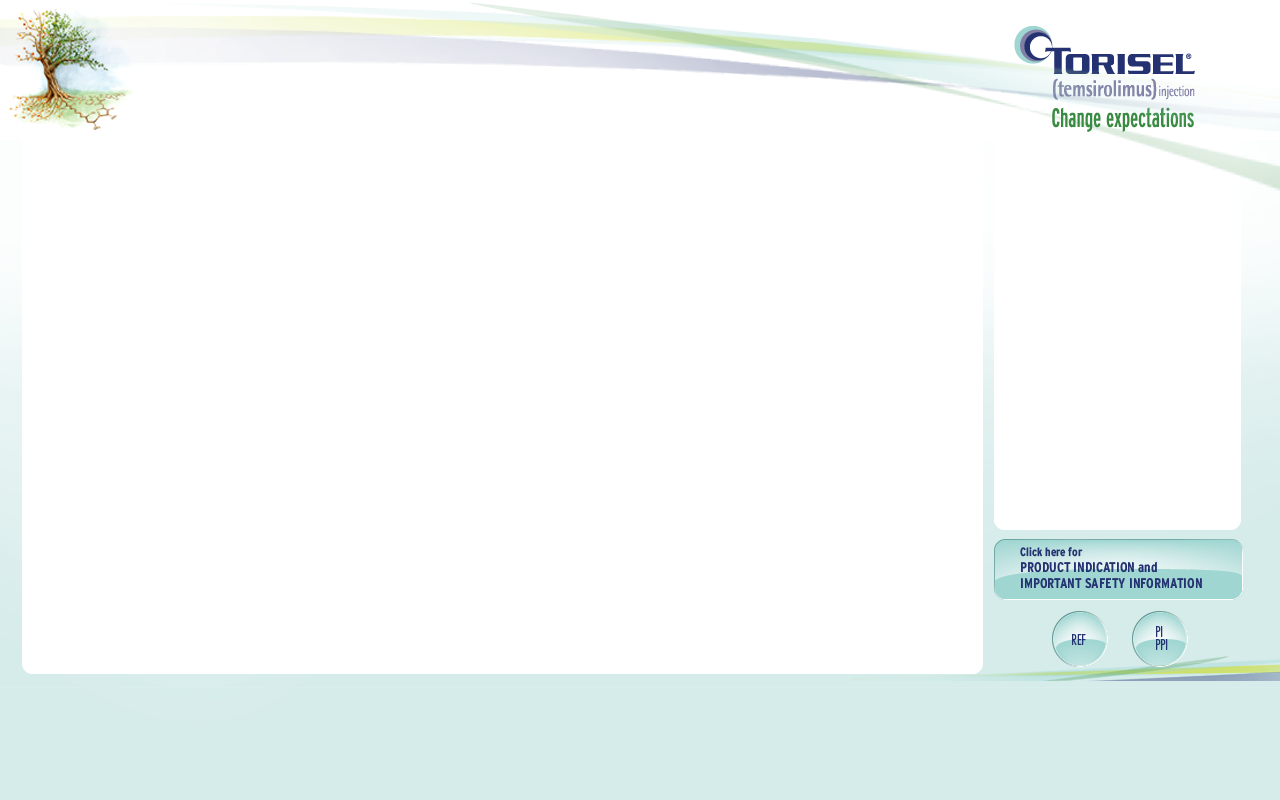 TORISEL®
(temsirolimus) injection
Change expectations
Click here for
PRODUCT INDICATION and
IMPORTANT SAFETY INFORMATION
REF
PI
PPI